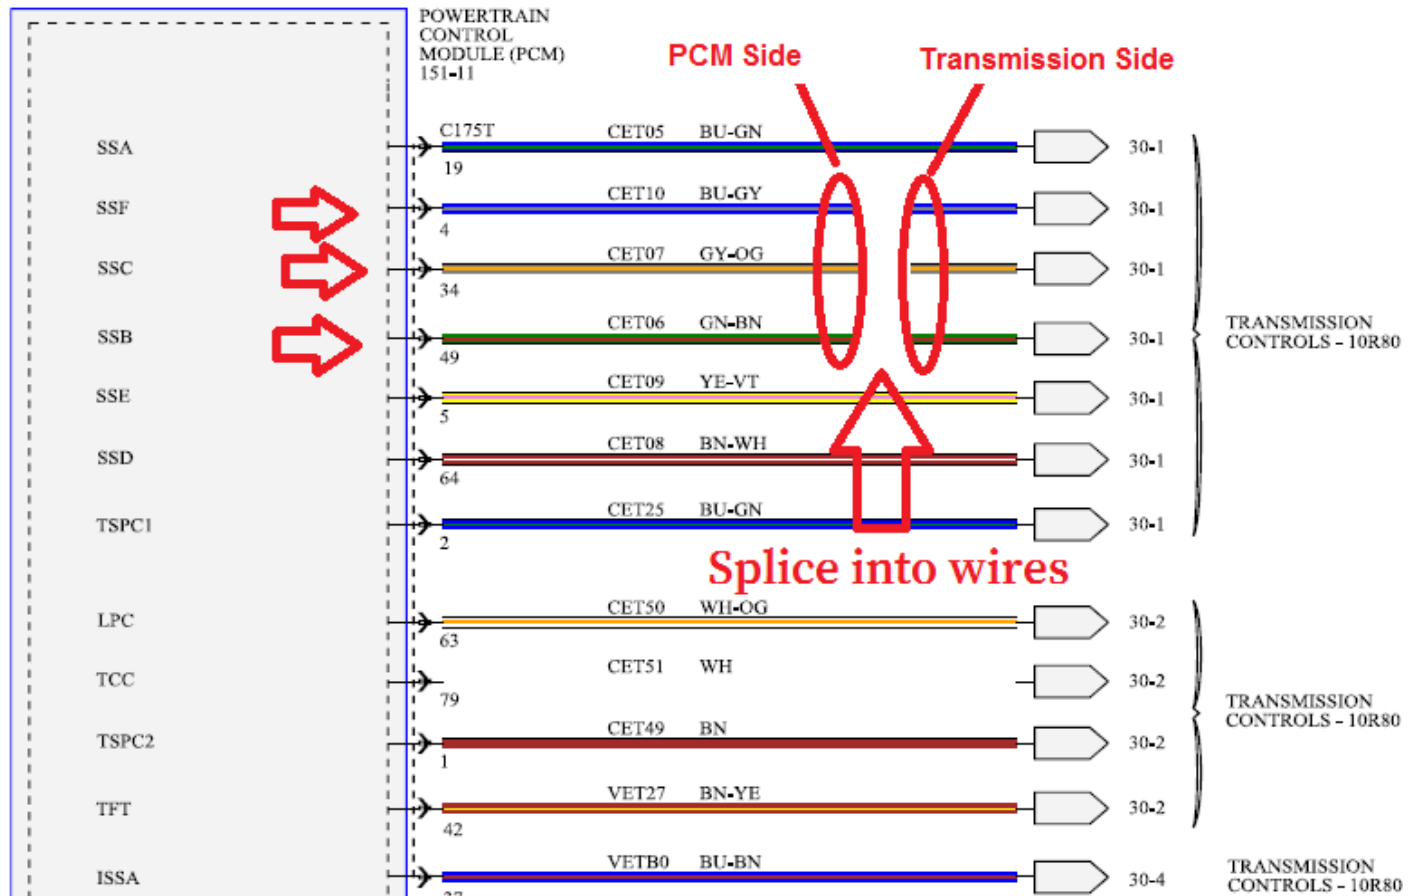 POWERTRAIN
CONTROL
MODULE (PCM)
151-11
PCM Side
Transmission Side
SSA
C175T
19
CET05 BU-GN
30-1
SSF
4
CET10 BU-GY
30-1
SSC
34
CET07 GY-OG
30-1
SSB
49
CET06 GN-BN
30-1
TRANSMISSION
CONTROLS - 10R80
SSE
5
CET09 YE-VT
30-1
SSD
64
CET08 BN-WH
30-1
TSPC1
2
CET25 BU-GN
30-1
Splice into wires
LPC
63
CET50 WH-OG
30-2
TCC
79
CET51 WH
30-2
TRANSMISSION
CONTROLS - 10R80
TSPC2
1
CET49 BN
30-2
TFT
42
VET27 BN-YE
30-2
ISSA
VETB0 BU-BN
30-4
TRANSMISSION
CONTROLS - 10R80